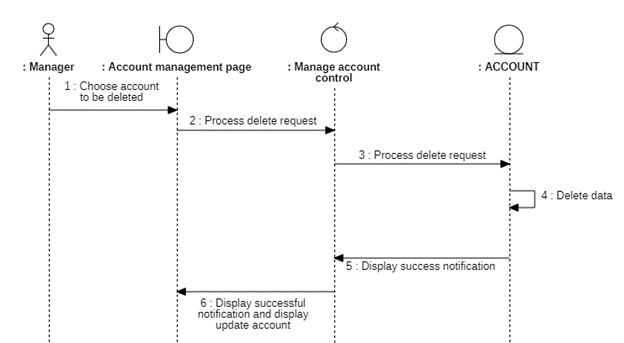 : Manager
: Account management page
: Manage account
control
: ACCOUNT
1 : Choose account
to be deleted
2 : Process delete request
3 : Process delete request
4 : Delete data
5 : Display success notification
6 : Display successful
notification and display
update account